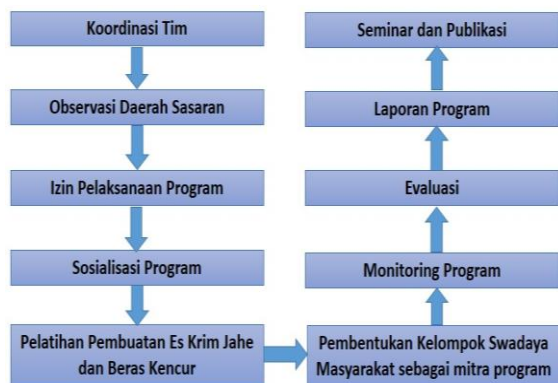 Koordinasi Tim
Observasi Daerah Sasaran
Izin Pelaksanaan Program
Sosialisasi Program
Pelatihan Pembuatan Es Krim Jahe
dan Beras Kencur
Pembentukan Kelompok Swadaya
Masyarakat sebagai mitra program
Monitoring Program
Evaluasi
Laporan Program
Seminar dan Publikasi